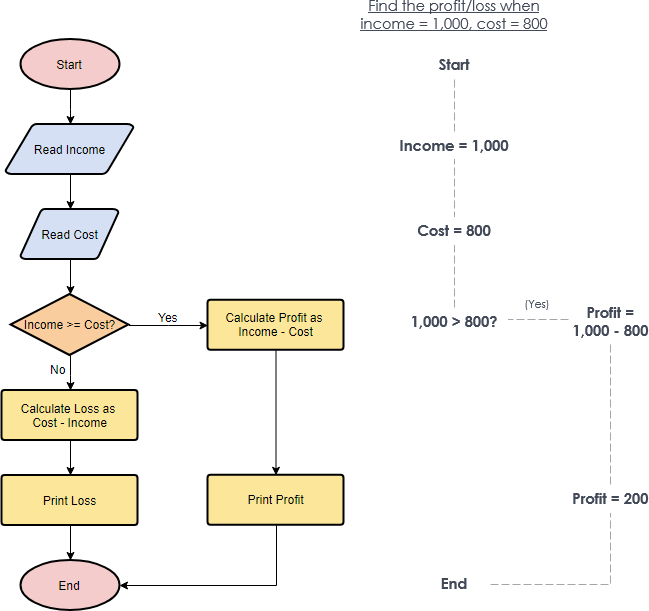 Find the profit/loss when
income = 1,000, cost = 800
Start
Read Income
Read Cost
Income >= Cost?
Yes
Calculate Profit as
Income - Cost
No
Calculate Loss as
Cost - Income
Print Loss
Print Profit
End
Start
Income = 1,000
Cost = 800
1,000 > 800?
(Yes)
Profit =
1,000 - 800
Profit = 200
End